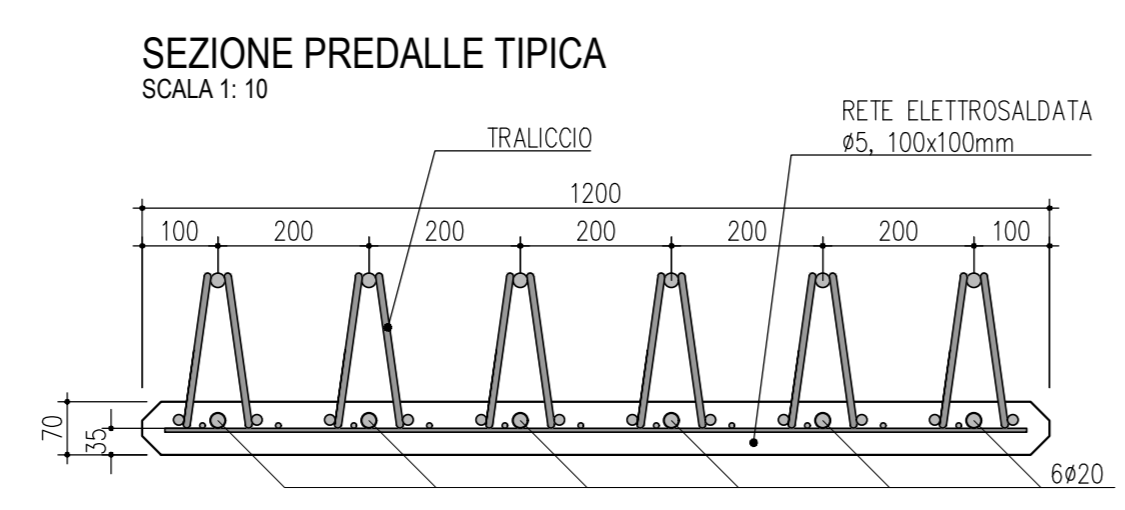 SEZIONE PREDALLE TIPICA
SCALA 1: 10
RETE ELETTROSALDATA
ø5, 100x100mm
TRALICCIO
1200
100 200 200 200 200 200 100
70
35
6ø20